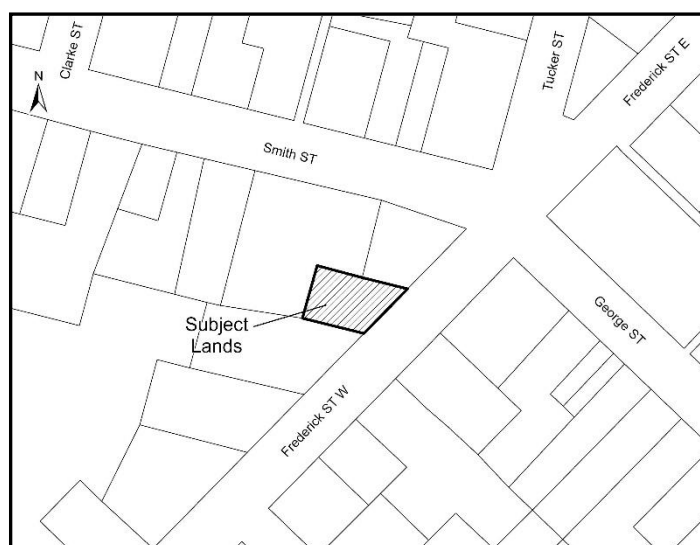 Clarke ST
Tucker ST
Frederick ST E
N
Smith ST
George ST
Subject
Lands
Frederick ST W